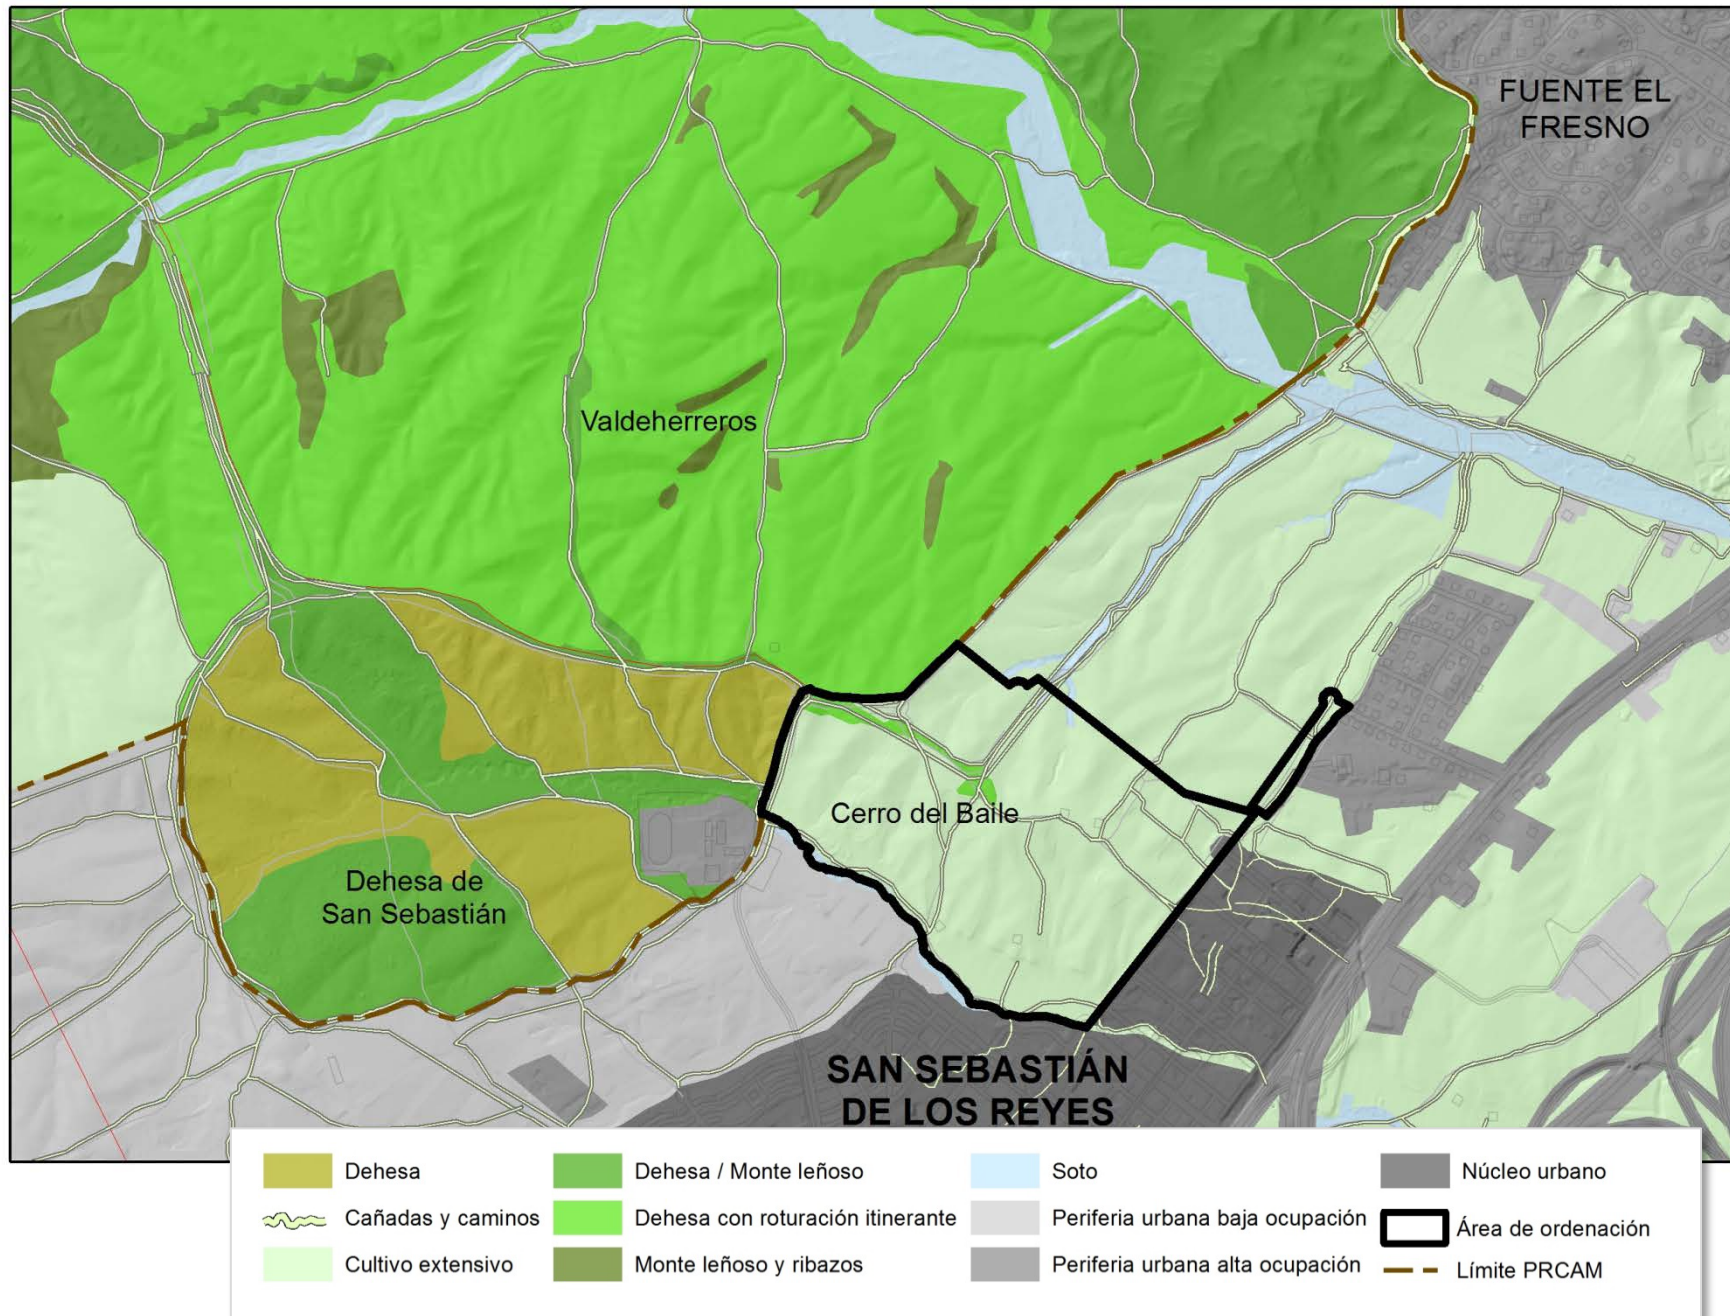 FUENTE EL
FRESNO
Valdeherreros
Cerro del Baile
Dehesa de
San Sebastián
SAN SEBASTIÁN
DE LOS REYES
Dehesa
Cañadas y caminos
Cultivo extensivo
Dehesa / Monte leñoso
Dehesa con roturación itinerante
Monte leñoso y ribazos
Soto
Periferia urbana baja ocupación
Periferia urbana alta ocupación
Núcleo urbano
Área de ordenación
Límite PRCAM